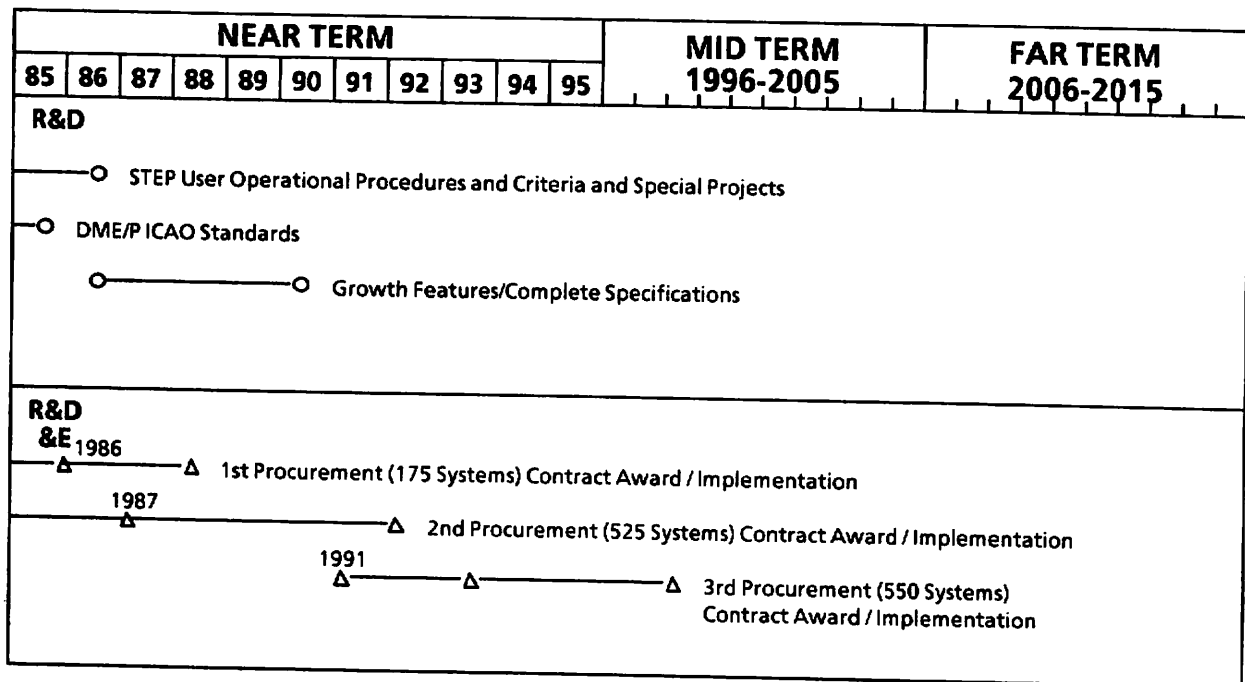 NEAR TERM
MID TERM
1996-2005
FAR TERM
2006-2015
85 86 87 88 89 90 91 92 93 94 95
R&D
STEP User Operational Procedures and Criteria and Special Projects
DME/P ICAO Standards
Growth Features/Complete Specifications
R&D
&E
1986
1st Procurement (175 Systems) Contract Award / Implementation
1987
2nd Procurement (525 Systems) Contract Award / Implementation
1991
3rd Procurement (550 Systems)
Contract Award / Implementation